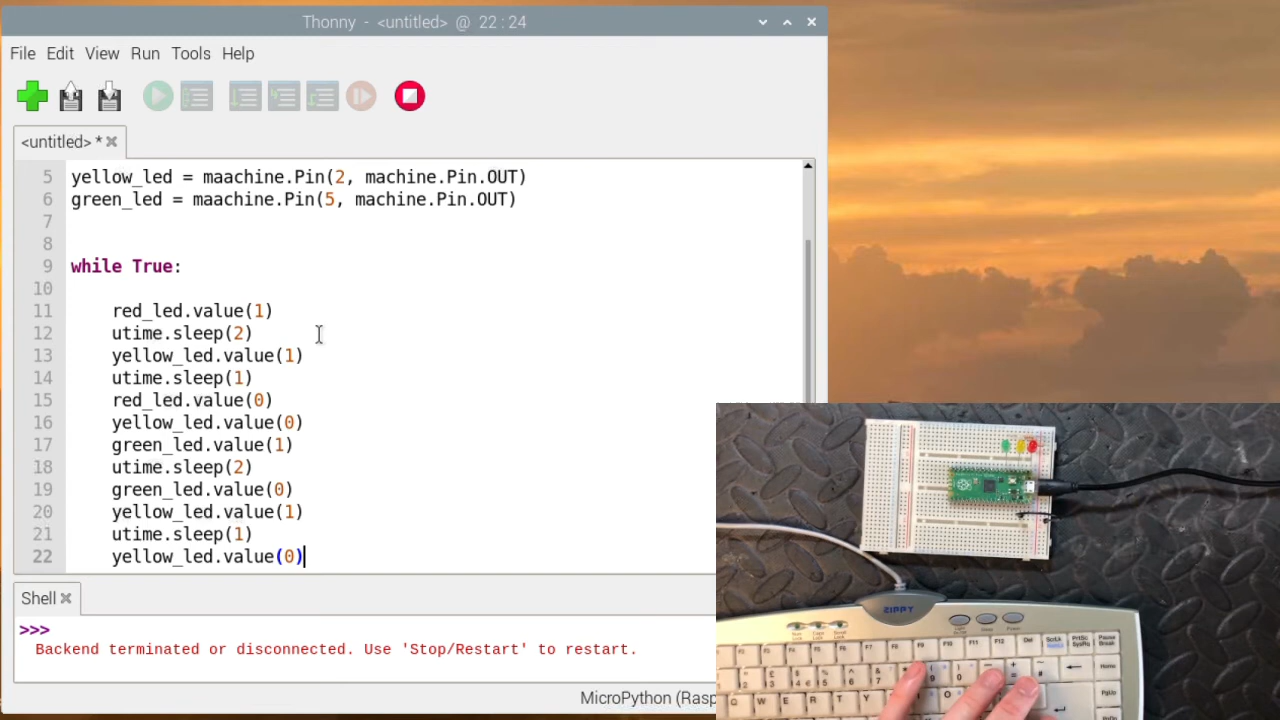 Thonny - <untitled> @ 22 : 24
File Edit View Run Tools Help
<untitled> *
5 yellow_led = maachine.Pin(2, machine.Pin.OUT)
6 green_led = maachine.Pin(5, machine.Pin.OUT)
7
8
9 while True:
10
11 red_led.value(1)
12 utime.sleep(2)
13 yellow_led.value(1)
14 utime.sleep(1)
15 red_led.value(0)
16 yellow_led.value(0)
17 green_led.value(1)
18 utime.sleep(2)
19 green_led.value(0)
20 yellow_led.value(1)
21 utime.sleep(1)
22 yellow_led.value(0)
Shell
>>>
Backend terminated or disconnected. Use 'Stop/Restart' to restart.
MicroPython (Rasp
ZIPPY